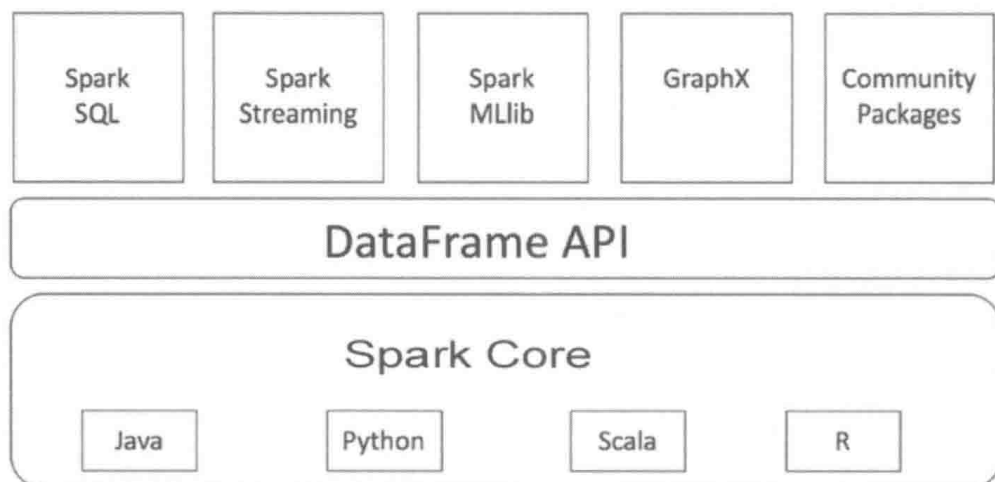 Spark
SQL
Spark
Streaming
Spark
MLlib
GraphX
Community
Packages
DataFrame API
Spark Core
Java
Python
Scala
R